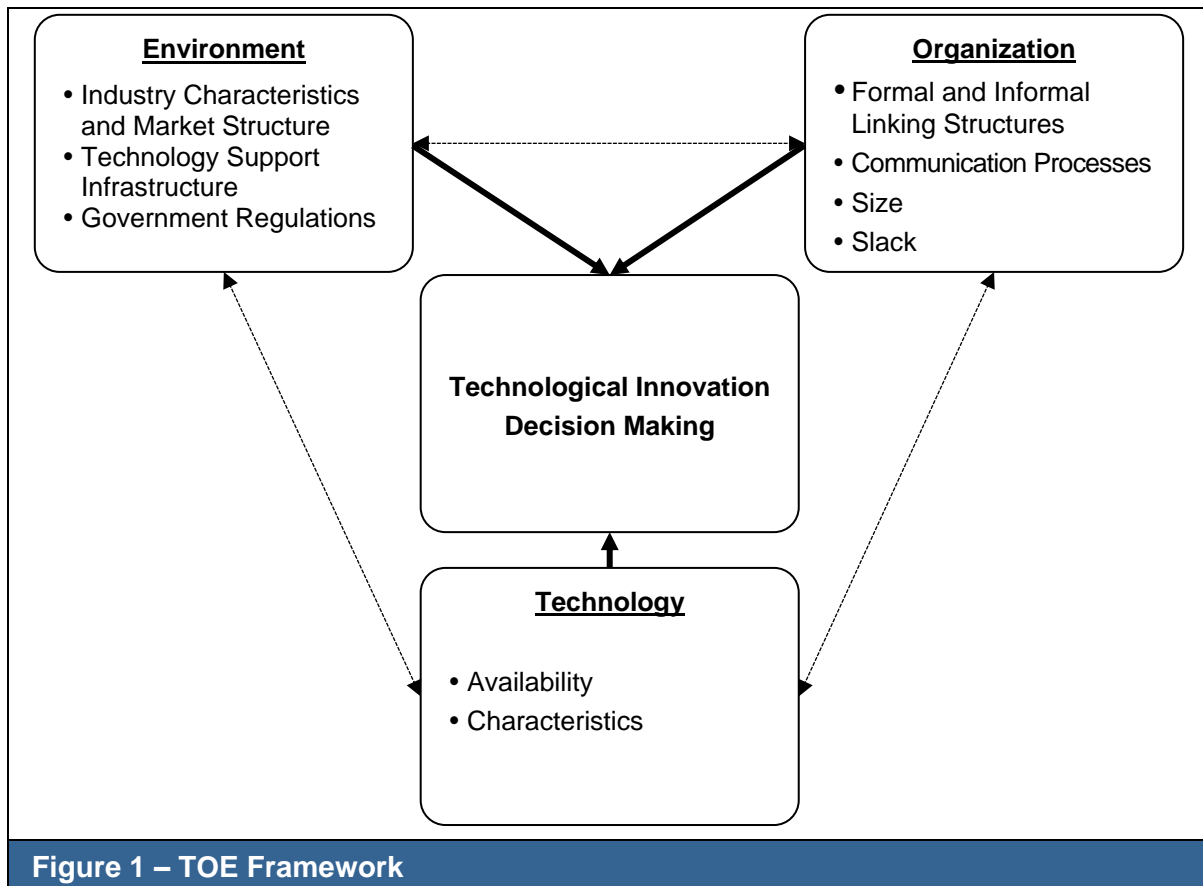 Environment
• Industry Characteristics
and Market Structure
• Technology Support
Infrastructure
• Government Regulations
Organization
• Formal and Informal
Linking Structures
• Communication Processes
• Size
• Slack
Technological Innovation
Decision Making
Technology
• Availability
• Characteristics
Figure 1 – TOE Framework